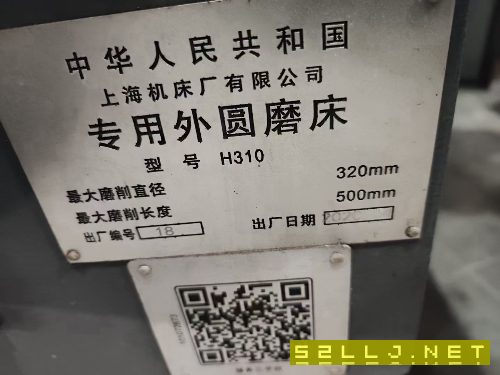 中华人民共和国
上海机床厂有限公司
专用外圆磨床
型号 H310
最大磨削直径 320mm
最大磨削长度 500mm
出厂编号 18 出厂日期
52LLJ.NET